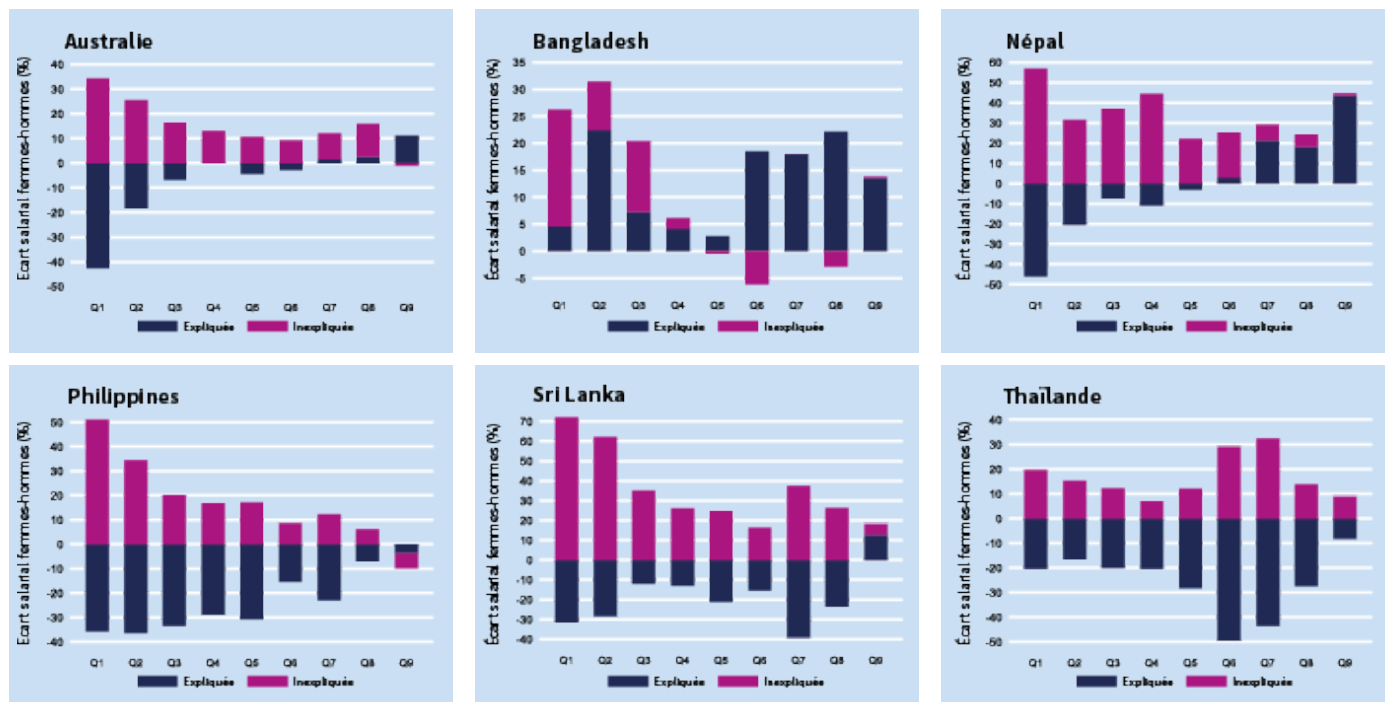 Australie
Écart salarial femmes-hommes (%)
40
30
20
10
0
-10
-20
-30
-40
-50
Q1 Q2 Q3 Q4 Q5 Q6 Q7 Q8 Q9
Expliquée Inexpliquée
Bangladesh
Écart salarial femmes-hommes (%)
35
30
25
20
15
10
5
0
-5
Q1 Q2 Q3 Q4 Q5 Q6 Q7 Q8 Q9
Expliquée Inexpliquée
Népal
Écart salarial femmes-hommes (%)
60
50
40
30
20
10
0
-10
-20
-30
-40
-50
Q1 Q2 Q3 Q4 Q5 Q6 Q7 Q8 Q9
Expliquée Inexpliquée
Philippines
Écart salarial femmes-hommes (%)
50
40
30
20
10
0
-10
-20
-30
-40
Q1 Q2 Q3 Q4 Q5 Q6 Q7 Q8 Q9
Expliquée Inexpliquée
Sri Lanka
Écart salarial femmes-hommes (%)
70
60
50
40
30
20
10
0
-10
-20
-30
-40
Q1 Q2 Q3 Q4 Q5 Q6 Q7 Q8 Q9
Expliquée Inexpliquée
Thaïlande
Écart salarial femmes-hommes (%)
40
30
20
10
0
-10
-20
-30
-40
-50
Q1 Q2 Q3 Q4 Q5 Q6 Q7 Q8 Q9
Expliquée Inexpliquée